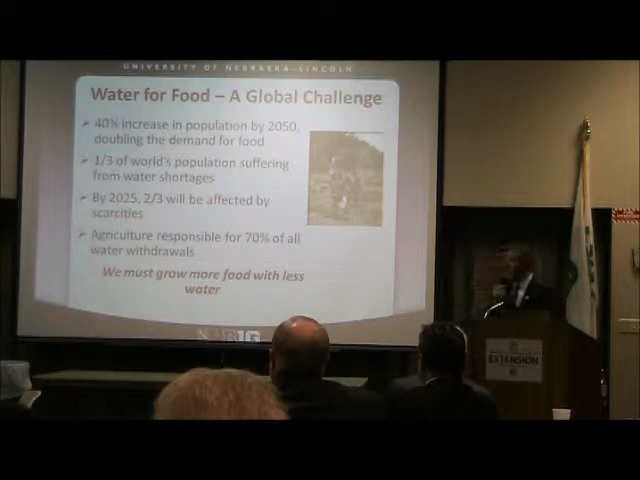 UNIVERSITY OF NEBRASKA–LINCOLN
Water for Food – A Global Challenge
40% increase in population by 2050,
doubling the demand for food
1/3 of world's population suffering
from water shortages
By 2025, 2/3 will be affected by
scarcities
Agriculture responsible for 70% of all
water withdrawals
We must grow more food with less
water
EXTENSION